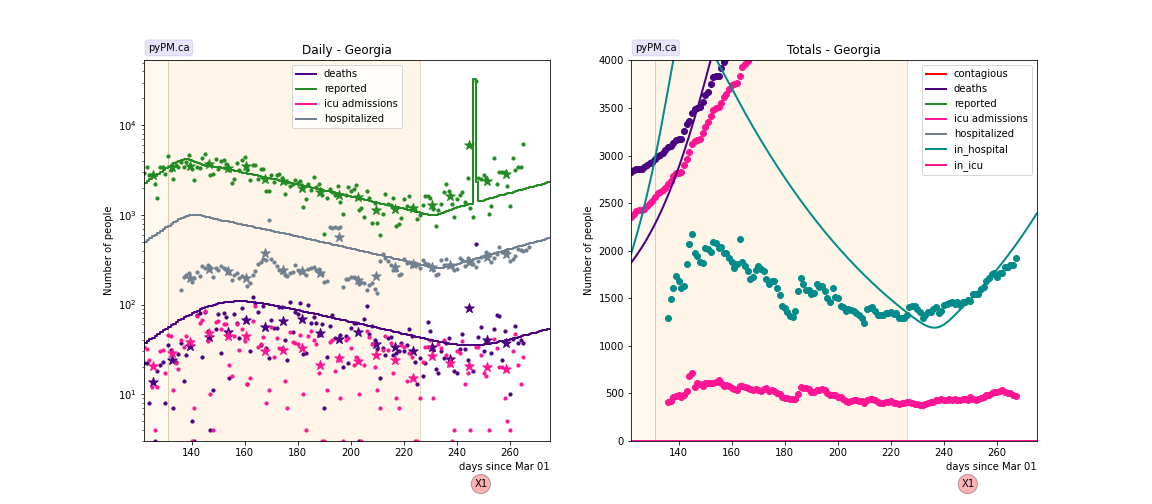 pyPM.ca
Daily - Georgia
deaths
reported
icu admissions
hospitalized
Number of people
10⁴
10³
10²
10¹
140 160 180 200 220 240 260
days since Mar 01
X1
pyPM.ca
Totals - Georgia
contagious
deaths
reported
icu admissions
hospitalized
in_hospital
in_icu
Number of people
4000
3500
3000
2500
2000
1500
1000
500
0
140 160 180 200 220 240 260
days since Mar 01
X1